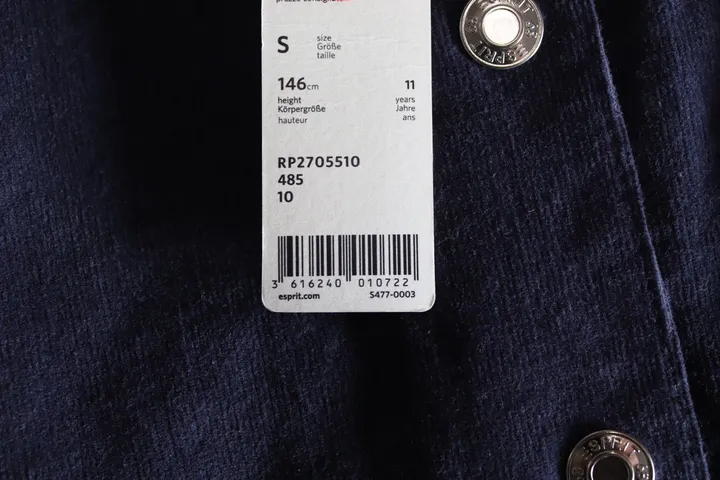 S size
Größe
taille
146cm 11
height years
Körpergröße Jahre
hauteur ans
RP2705510
485
10
3 616240 010722
esprit.com S477-0003
ESPRIT
ESPRIT